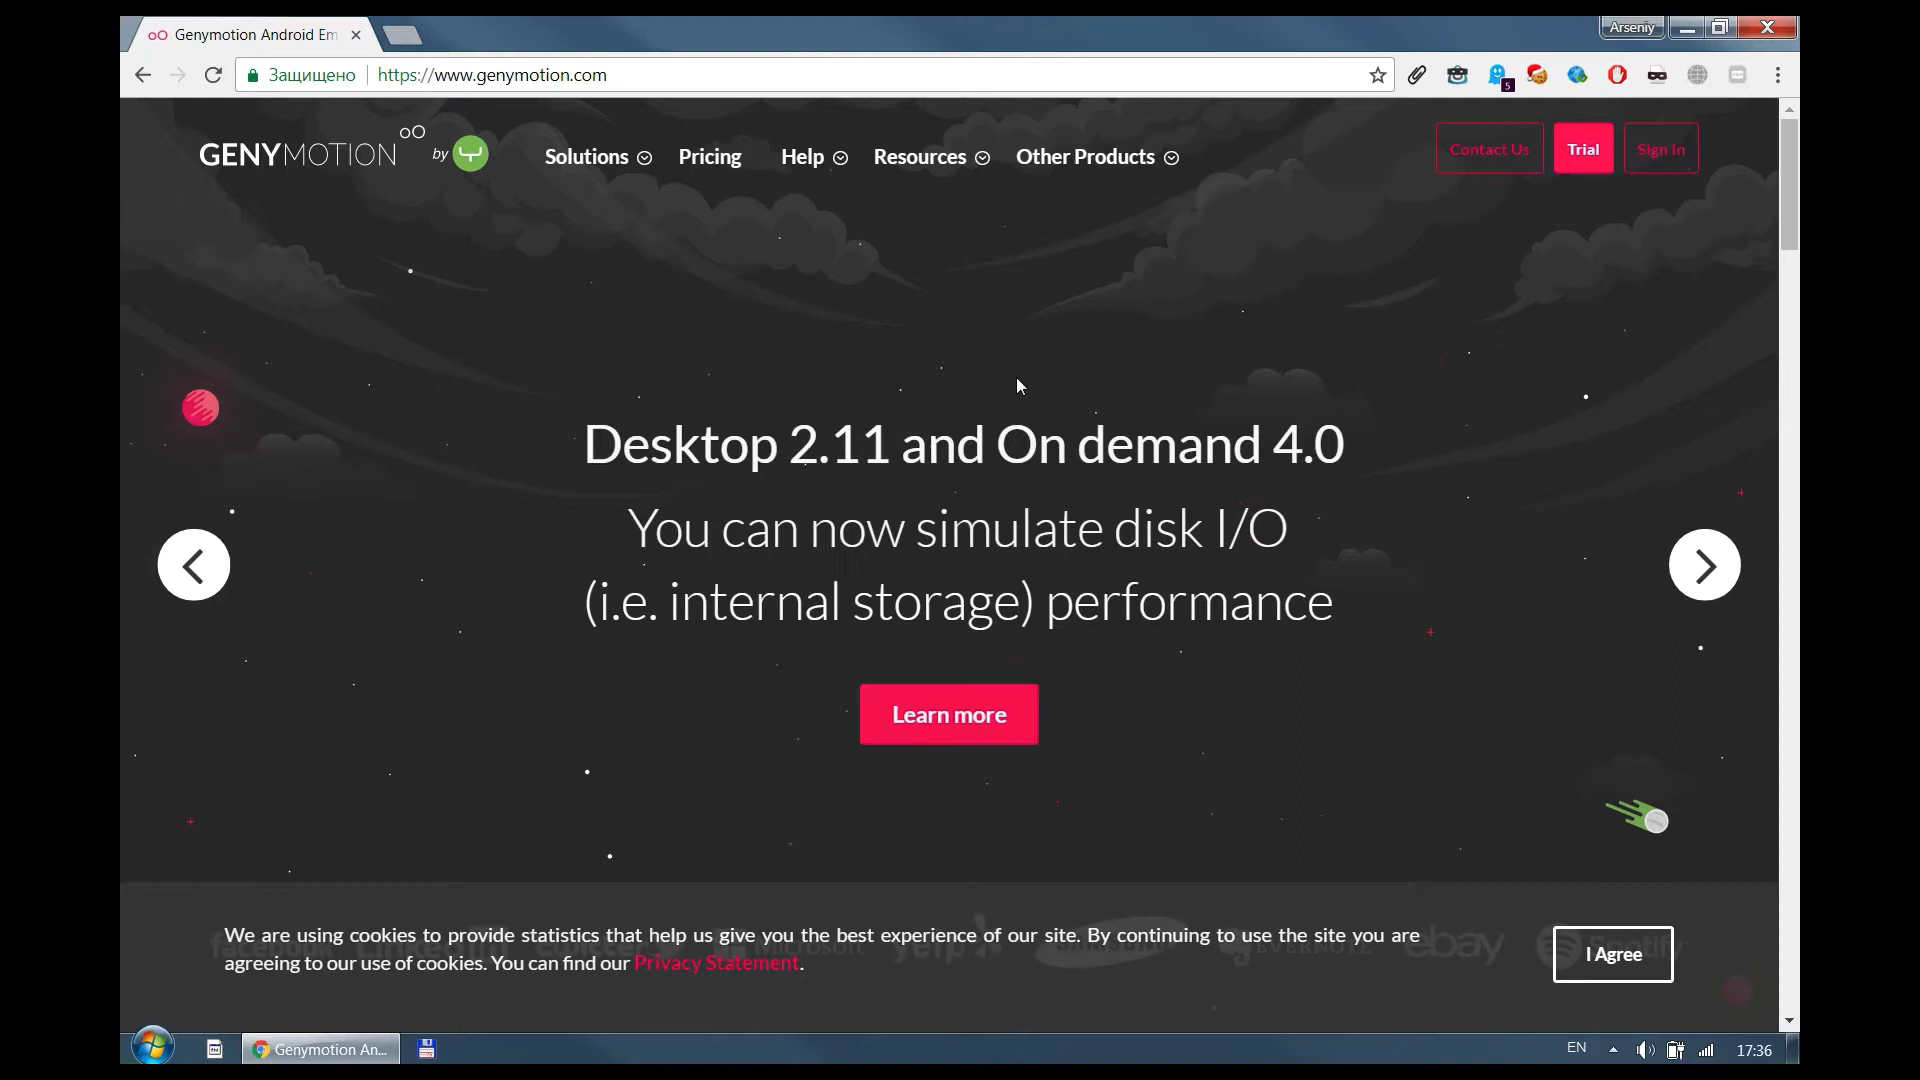 Genymotion Android Em
Arseniy
Защищено
https://www.genymotion.com
5
GENYMOTION
by
Solutions
Pricing
Help
Resources
Other Products
Contact Us
Trial
Sign In
Desktop 2.11 and On demand 4.0
You can now simulate disk I/O
(i.e. internal storage) performance
Learn more
We are using cookies to provide statistics that help us give you the best experience of our site. By continuing to use the site you are
agreeing to our use of cookies. You can find our Privacy Statement.
I Agree
ebay
Spotify
Genymotion An...
EN
17:36